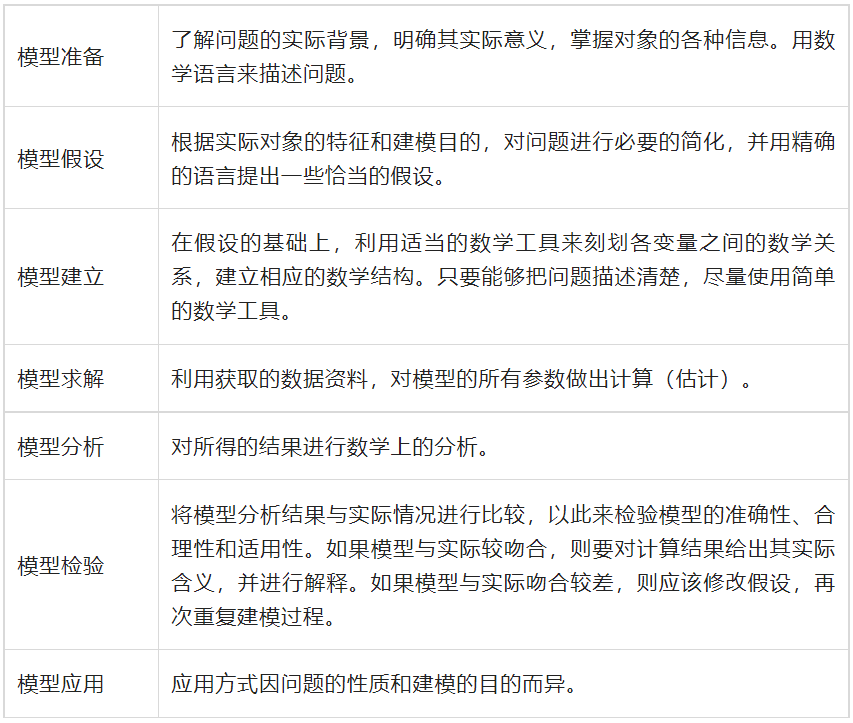 模型准备
了解问题的实际背景，明确其实际意义，掌握对象的各种信息。用数
学语言来描述问题。
模型假设
根据实际对象的特征和建模目的，对问题进行必要的简化，并用精确
的语言提出一些恰当的假设。
模型建立
在假设的基础上，利用适当的数学工具来刻划各变量之间的数学关
系，建立相应的数学结构。只要能够把问题描述清楚，尽量使用简单
的数学工具。
模型求解
利用获取的数据资料，对模型的所有参数做出计算（估计）。
模型分析
对所得的结果进行数学上的分析。
模型检验
将模型分析结果与实际情况进行比较，以此来检验模型的准确性、合
理性和适用性。如果模型与实际较吻合，则要对计算结果给出其实际
含义，并进行解释。如果模型与实际吻合较差，则应该修改假设，再
次重复建模过程。
模型应用
应用方式因问题的性质和建模的目的而异。